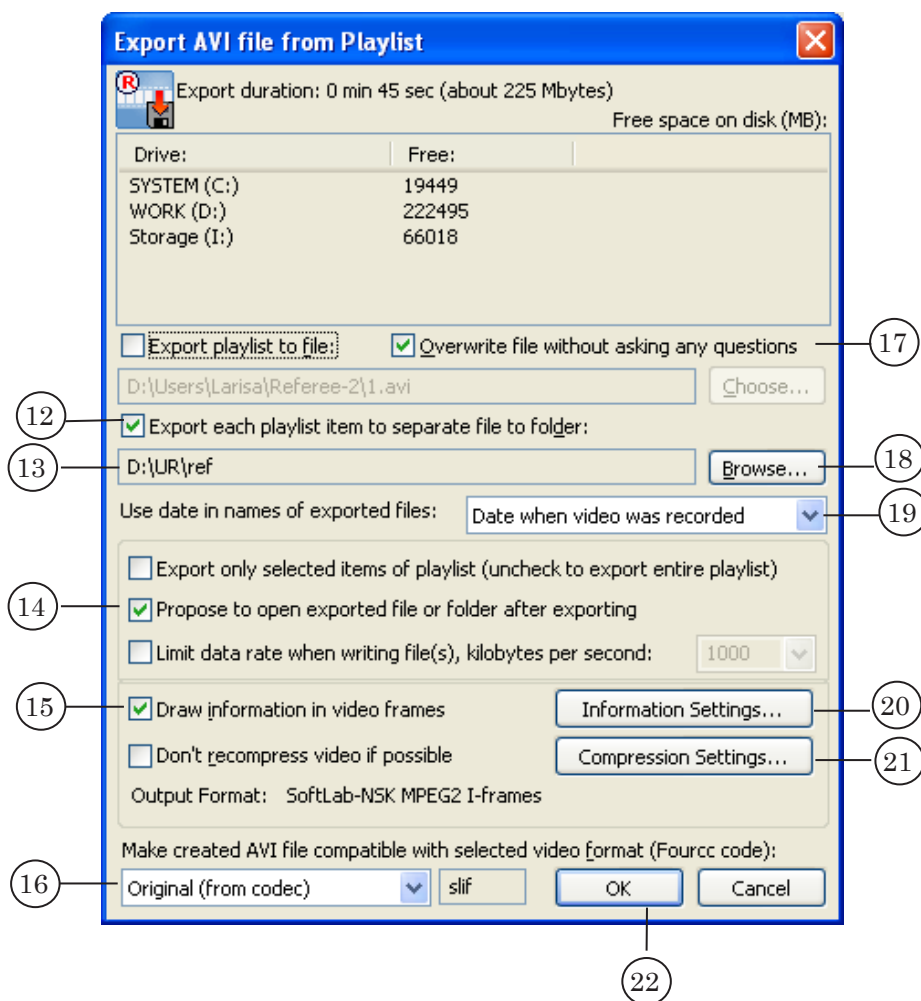 Export AVI file from Playlist
R
Export duration: 0 min 45 sec (about 225 Mbytes)
Free space on disk (MB):
Drive: Free:
SYSTEM (C:) 19449
WORK (D:) 222495
Storage (I:) 66018
Export playlist to file: Overwrite file without asking any questions 17
D:\Users\Larisa\Referee-2\1.avi Choose...
12 Export each playlist item to separate file to folder:
13 D:\UR\ref Browse... 18
Use date in names of exported files: Date when video was recorded 19
Export only selected items of playlist (uncheck to export entire playlist)
14 Propose to open exported file or folder after exporting
Limit data rate when writing file(s), kilobytes per second: 1000
15 Draw information in video frames Information Settings... 20
Don't recompress video if possible Compression Settings... 21
Output Format: SoftLab-NSK MPEG2 I-frames
Make created AVI file compatible with selected video format (Fourcc code):
16 Original (from codec) slif OK Cancel
22